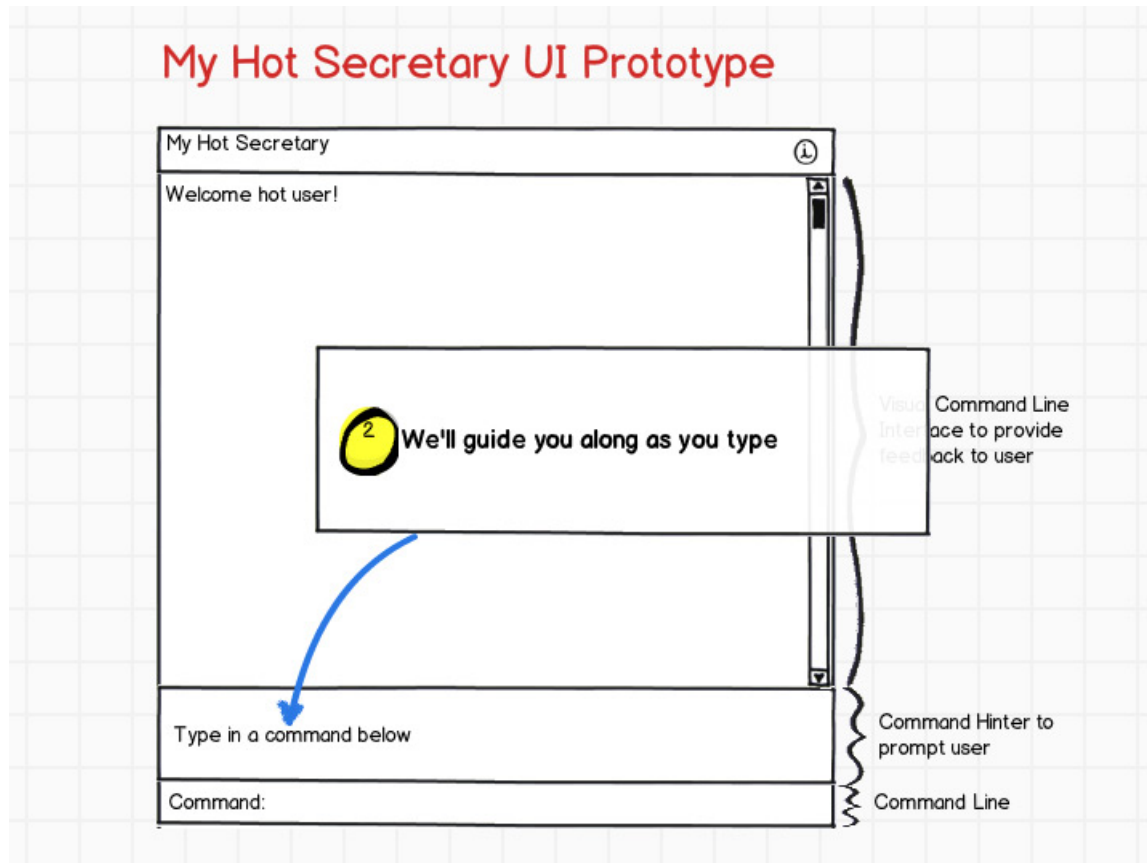 My Hot Secretary UI Prototype
My Hot Secretary
i
Welcome hot user!
2
We'll guide you along as you type
Visual Command Line
Interface to provide
feedback to user
Type in a command below
Command Hinter to
prompt user
Command:
Command Line